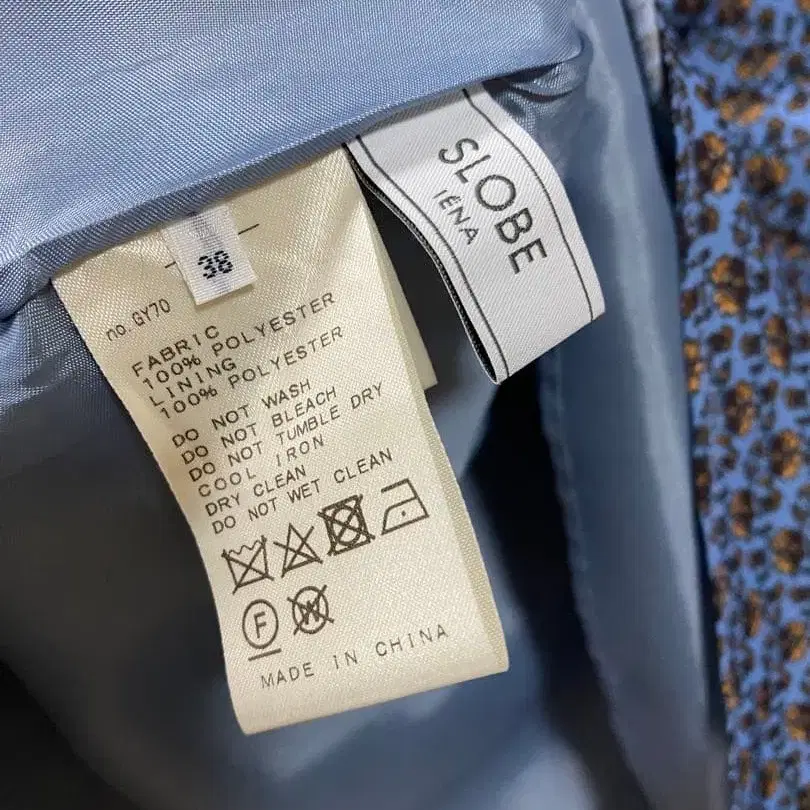 SLOBE
IÉNA
38
no. GY70
FABRIC
100% POLYESTER
LINING
100% POLYESTER
DO NOT WASH
DO NOT BLEACH
DO NOT TUMBLE DRY
COOL IRON
DRY CLEAN
DO NOT WET CLEAN
F W
MADE IN CHINA